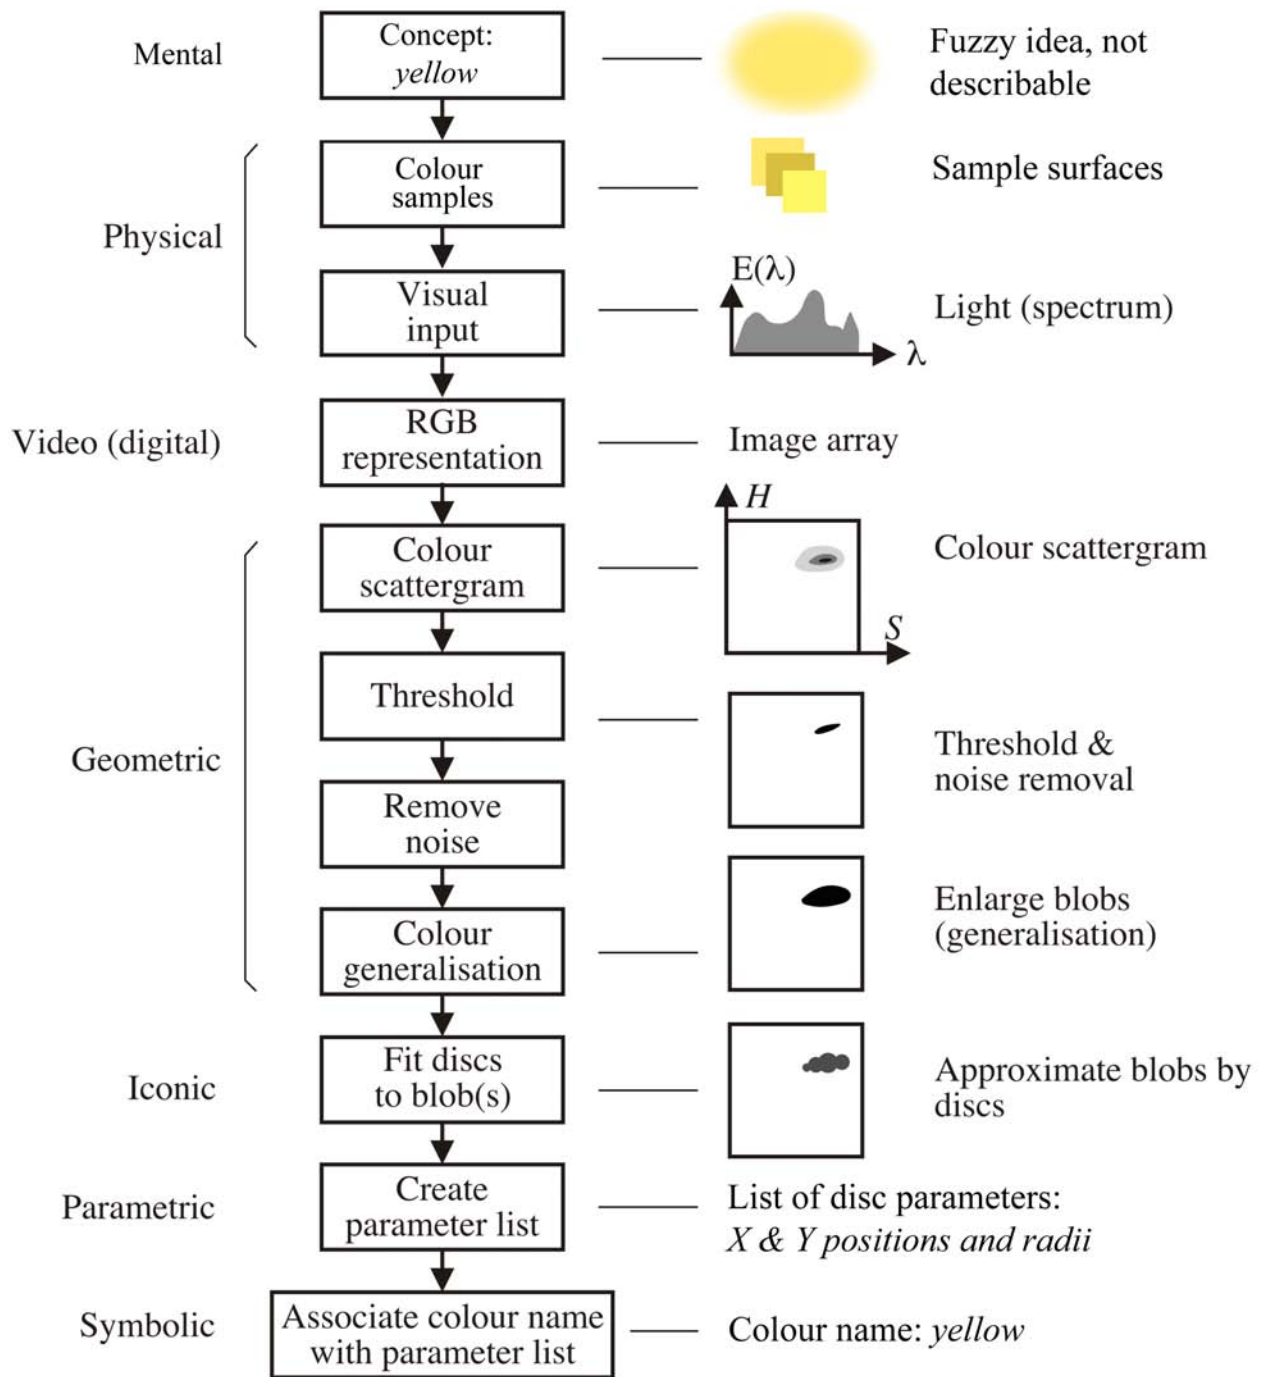 Mental
Concept:
yellow
Fuzzy idea, not
describable
Physical
Colour
samples
Sample surfaces
Visual
input
E(λ)
λ
Light (spectrum)
Video (digital)
RGB
representation
Image array
Geometric
Colour
scattergram
H
S
Colour scattergram
Threshold
Threshold &
noise removal
Remove
noise
Colour
generalisation
Enlarge blobs
(generalisation)
Iconic
Fit discs
to blob(s)
Approximate blobs by
discs
Parametric
Create
parameter list
List of disc parameters:
X & Y positions and radii
Symbolic
Associate colour name
with parameter list
Colour name: yellow